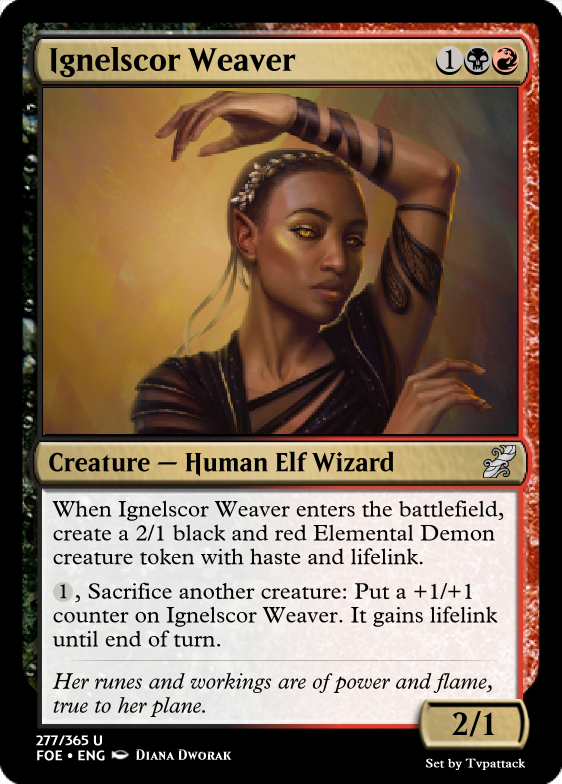 Ignelscor Weaver 1
Creature — Human Elf Wizard
When Ignelscor Weaver enters the battlefield,
create a 2/1 black and red Elemental Demon
creature token with haste and lifelink.
1, Sacrifice another creature: Put a +1/+1
counter on Ignelscor Weaver. It gains lifelink
until end of turn.
Her runes and workings are of power and flame,
true to her plane.
2/1
277/365 U
FOE • ENG Diana Dworak
Set by Tvpattack